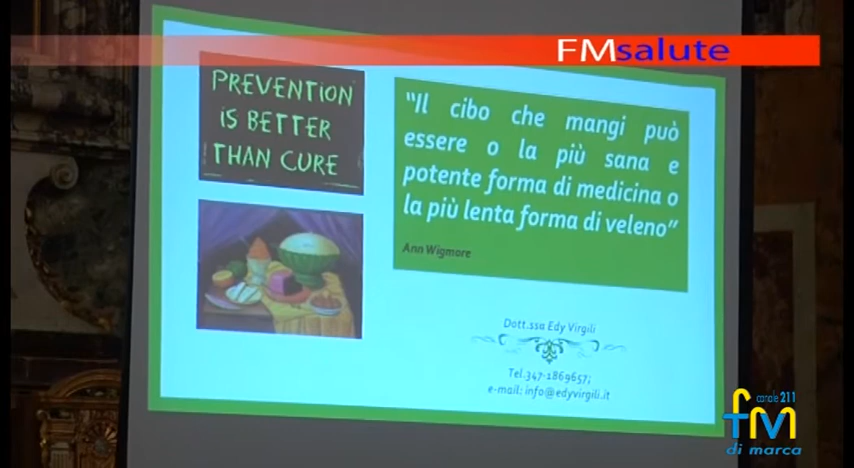 FMsalute
PREVENTION
IS BETTER
THAN CURE
“Il cibo che mangi può
essere o la più sana e
potente forma di medicina o
la più lenta forma di veleno”
Ann Wigmore
Dott.ssa Edy Virgili
Tel.347-1869657;
e-mail: info@edyvirgili.it
canale 211
fM
di marca